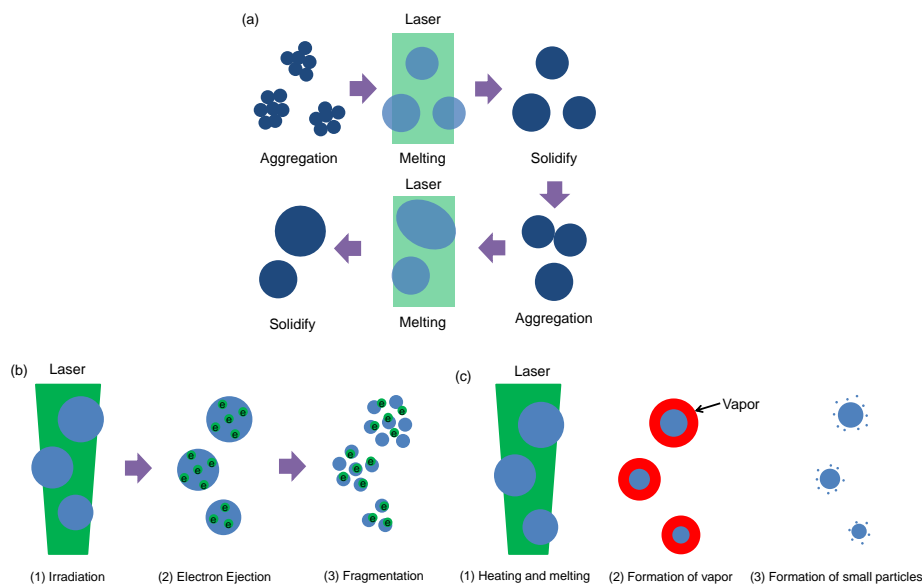 (a)
Laser
Aggregation
Melting
Solidify
Laser
Solidify
Melting
Aggregation
(b)
Laser
e e e e e
e e e e e
e e e
e e e e
e e e e
e e e
(1) Irradiation
(2) Electron Ejection
(3) Fragmentation
(c)
Laser
Vapor
(1) Heating and melting
(2) Formation of vapor
(3) Formation of small particles